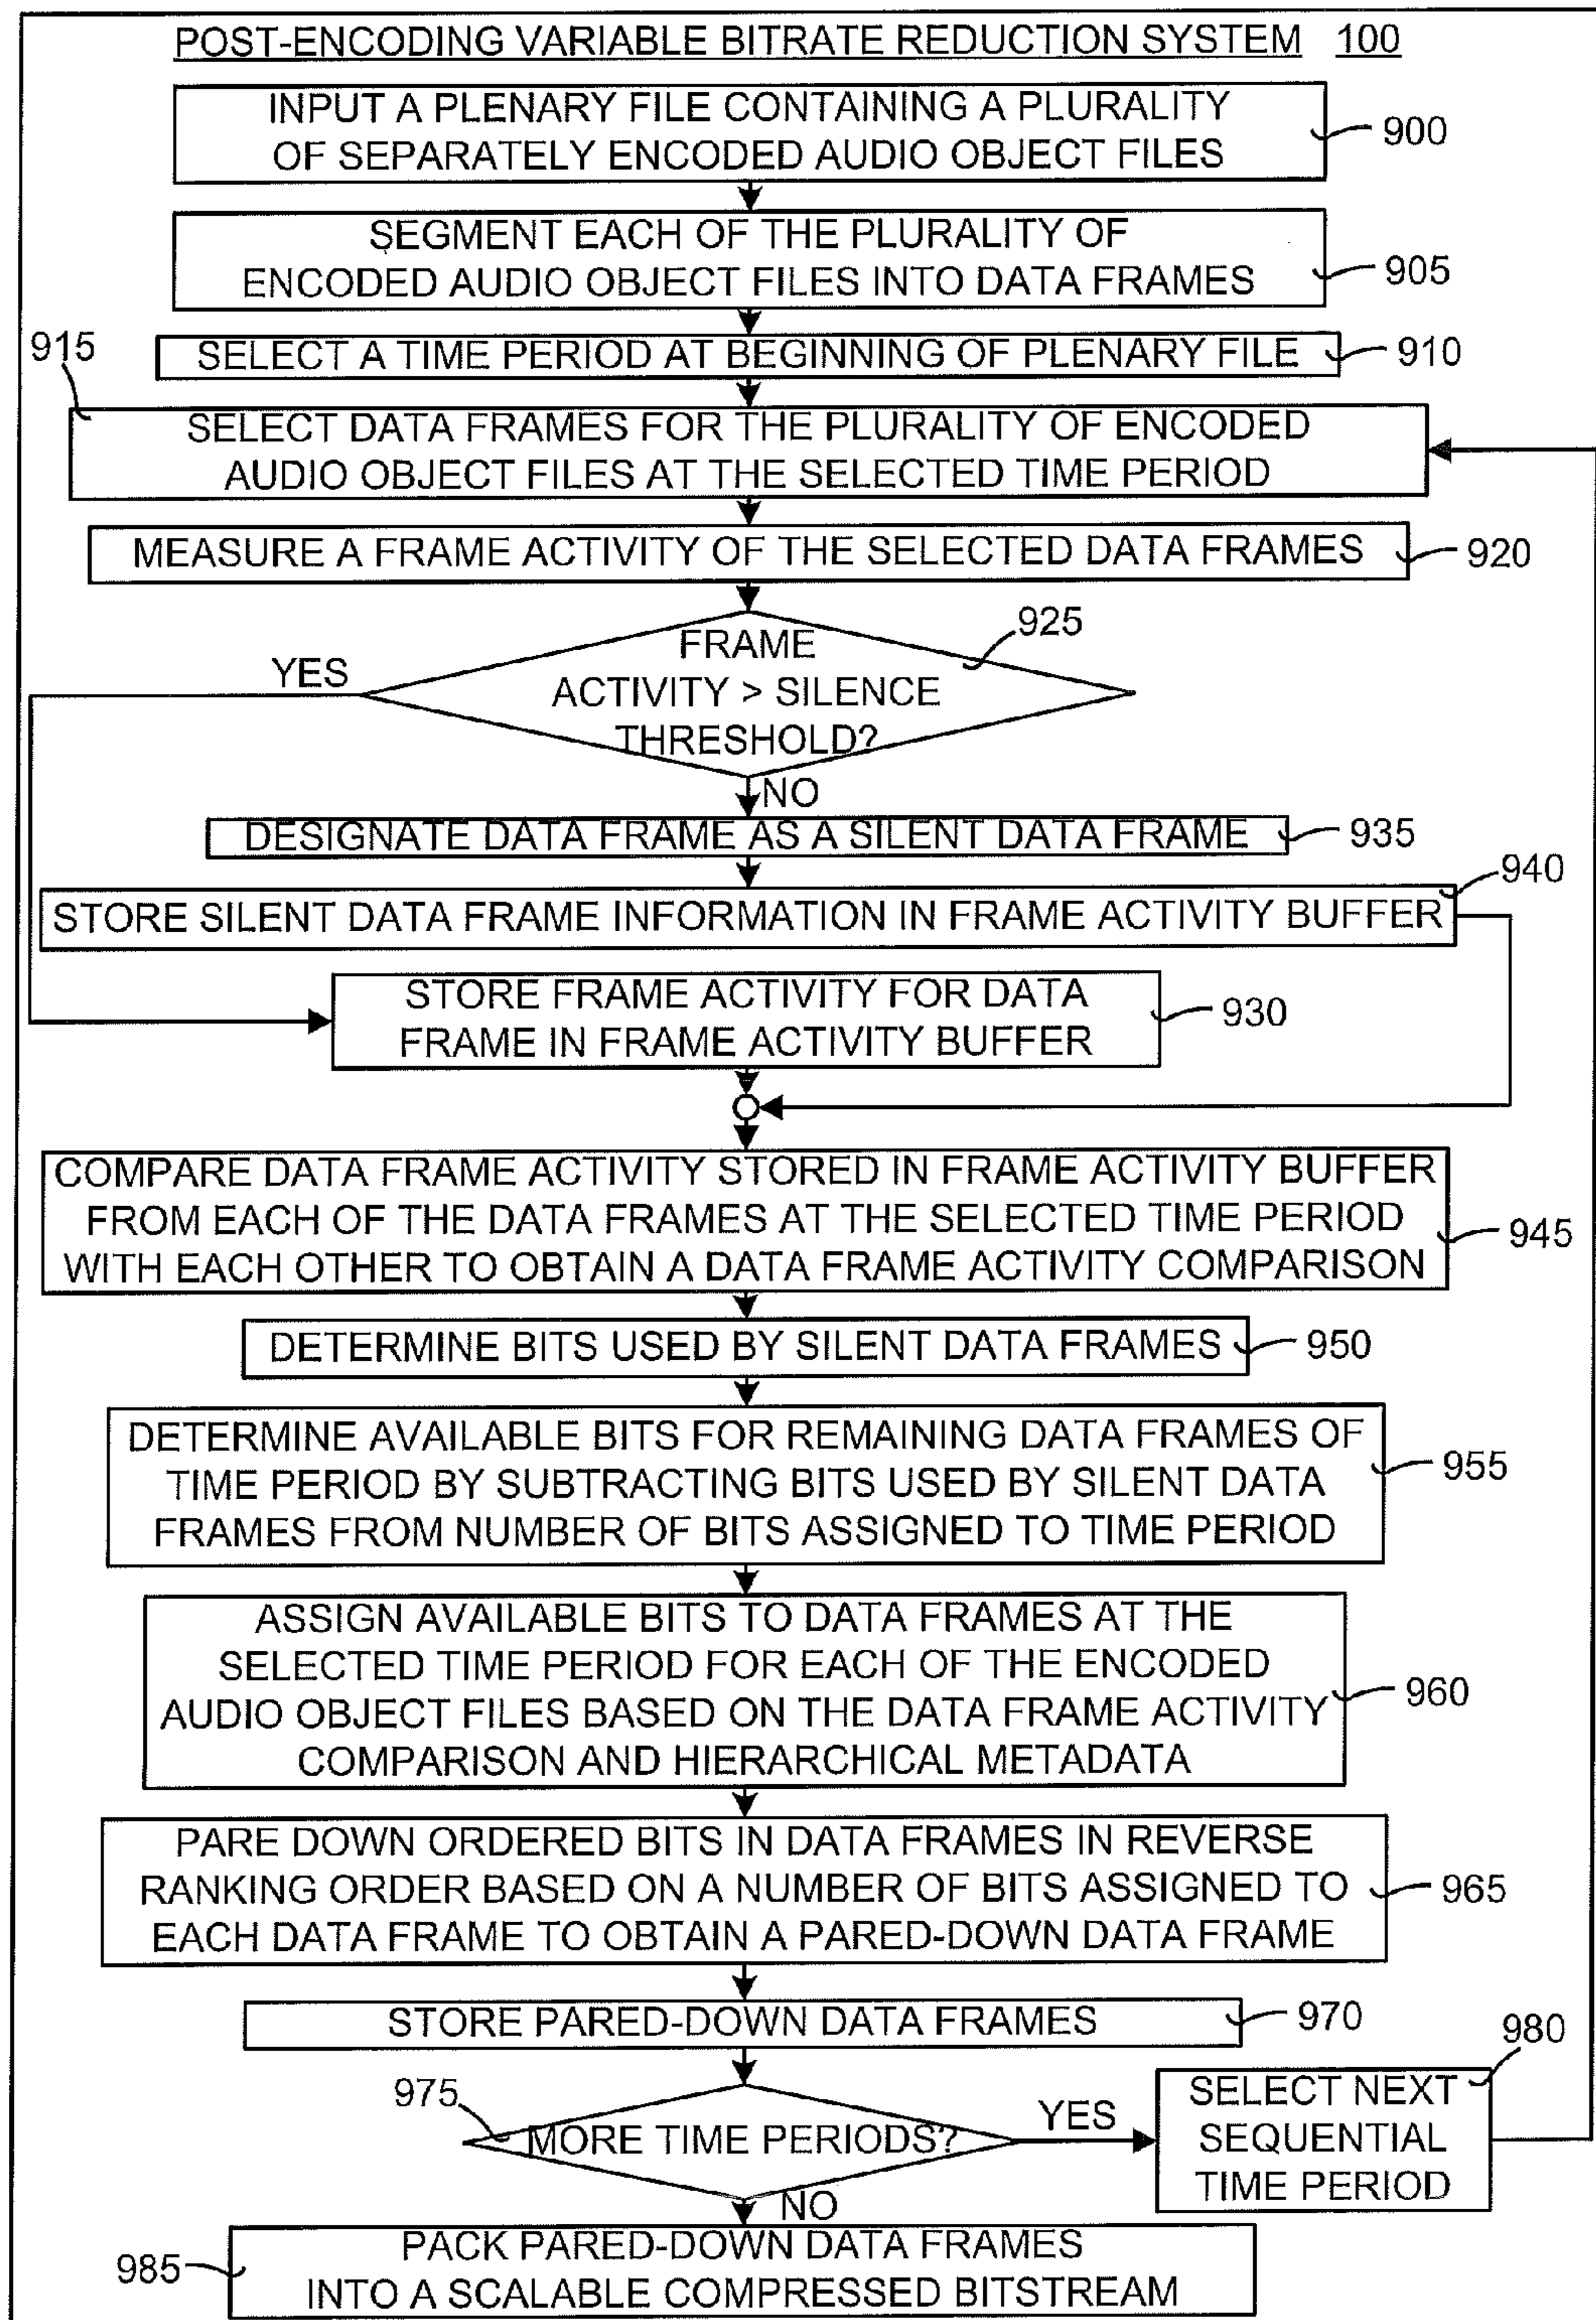 POST-ENCODING VARIABLE BITRATE REDUCTION SYSTEM 100
INPUT A PLENARY FILE CONTAINING A PLURALITY
OF SEPARATELY ENCODED AUDIO OBJECT FILES
900
SEGMENT EACH OF THE PLURALITY OF
ENCODED AUDIO OBJECT FILES INTO DATA FRAMES
905
915
SELECT A TIME PERIOD AT BEGINNING OF PLENARY FILE
910
SELECT DATA FRAMES FOR THE PLURALITY OF ENCODED
AUDIO OBJECT FILES AT THE SELECTED TIME PERIOD
MEASURE A FRAME ACTIVITY OF THE SELECTED DATA FRAMES
920
925
YES
FRAME
ACTIVITY > SILENCE
THRESHOLD?
NO
DESIGNATE DATA FRAME AS A SILENT DATA FRAME
935
940
STORE SILENT DATA FRAME INFORMATION IN FRAME ACTIVITY BUFFER
STORE FRAME ACTIVITY FOR DATA
FRAME IN FRAME ACTIVITY BUFFER
930
COMPARE DATA FRAME ACTIVITY STORED IN FRAME ACTIVITY BUFFER
FROM EACH OF THE DATA FRAMES AT THE SELECTED TIME PERIOD
WITH EACH OTHER TO OBTAIN A DATA FRAME ACTIVITY COMPARISON
945
DETERMINE BITS USED BY SILENT DATA FRAMES
950
DETERMINE AVAILABLE BITS FOR REMAINING DATA FRAMES OF
TIME PERIOD BY SUBTRACTING BITS USED BY SILENT DATA
FRAMES FROM NUMBER OF BITS ASSIGNED TO TIME PERIOD
955
ASSIGN AVAILABLE BITS TO DATA FRAMES AT THE
SELECTED TIME PERIOD FOR EACH OF THE ENCODED
AUDIO OBJECT FILES BASED ON THE DATA FRAME ACTIVITY
COMPARISON AND HIERARCHICAL METADATA
960
PARE DOWN ORDERED BITS IN DATA FRAMES IN REVERSE
RANKING ORDER BASED ON A NUMBER OF BITS ASSIGNED TO
EACH DATA FRAME TO OBTAIN A PARED-DOWN DATA FRAME
965
STORE PARED-DOWN DATA FRAMES
970
980
975
MORE TIME PERIODS?
YES
SELECT NEXT
SEQUENTIAL
TIME PERIOD
NO
985
PACK PARED-DOWN DATA FRAMES
INTO A SCALABLE COMPRESSED BITSTREAM